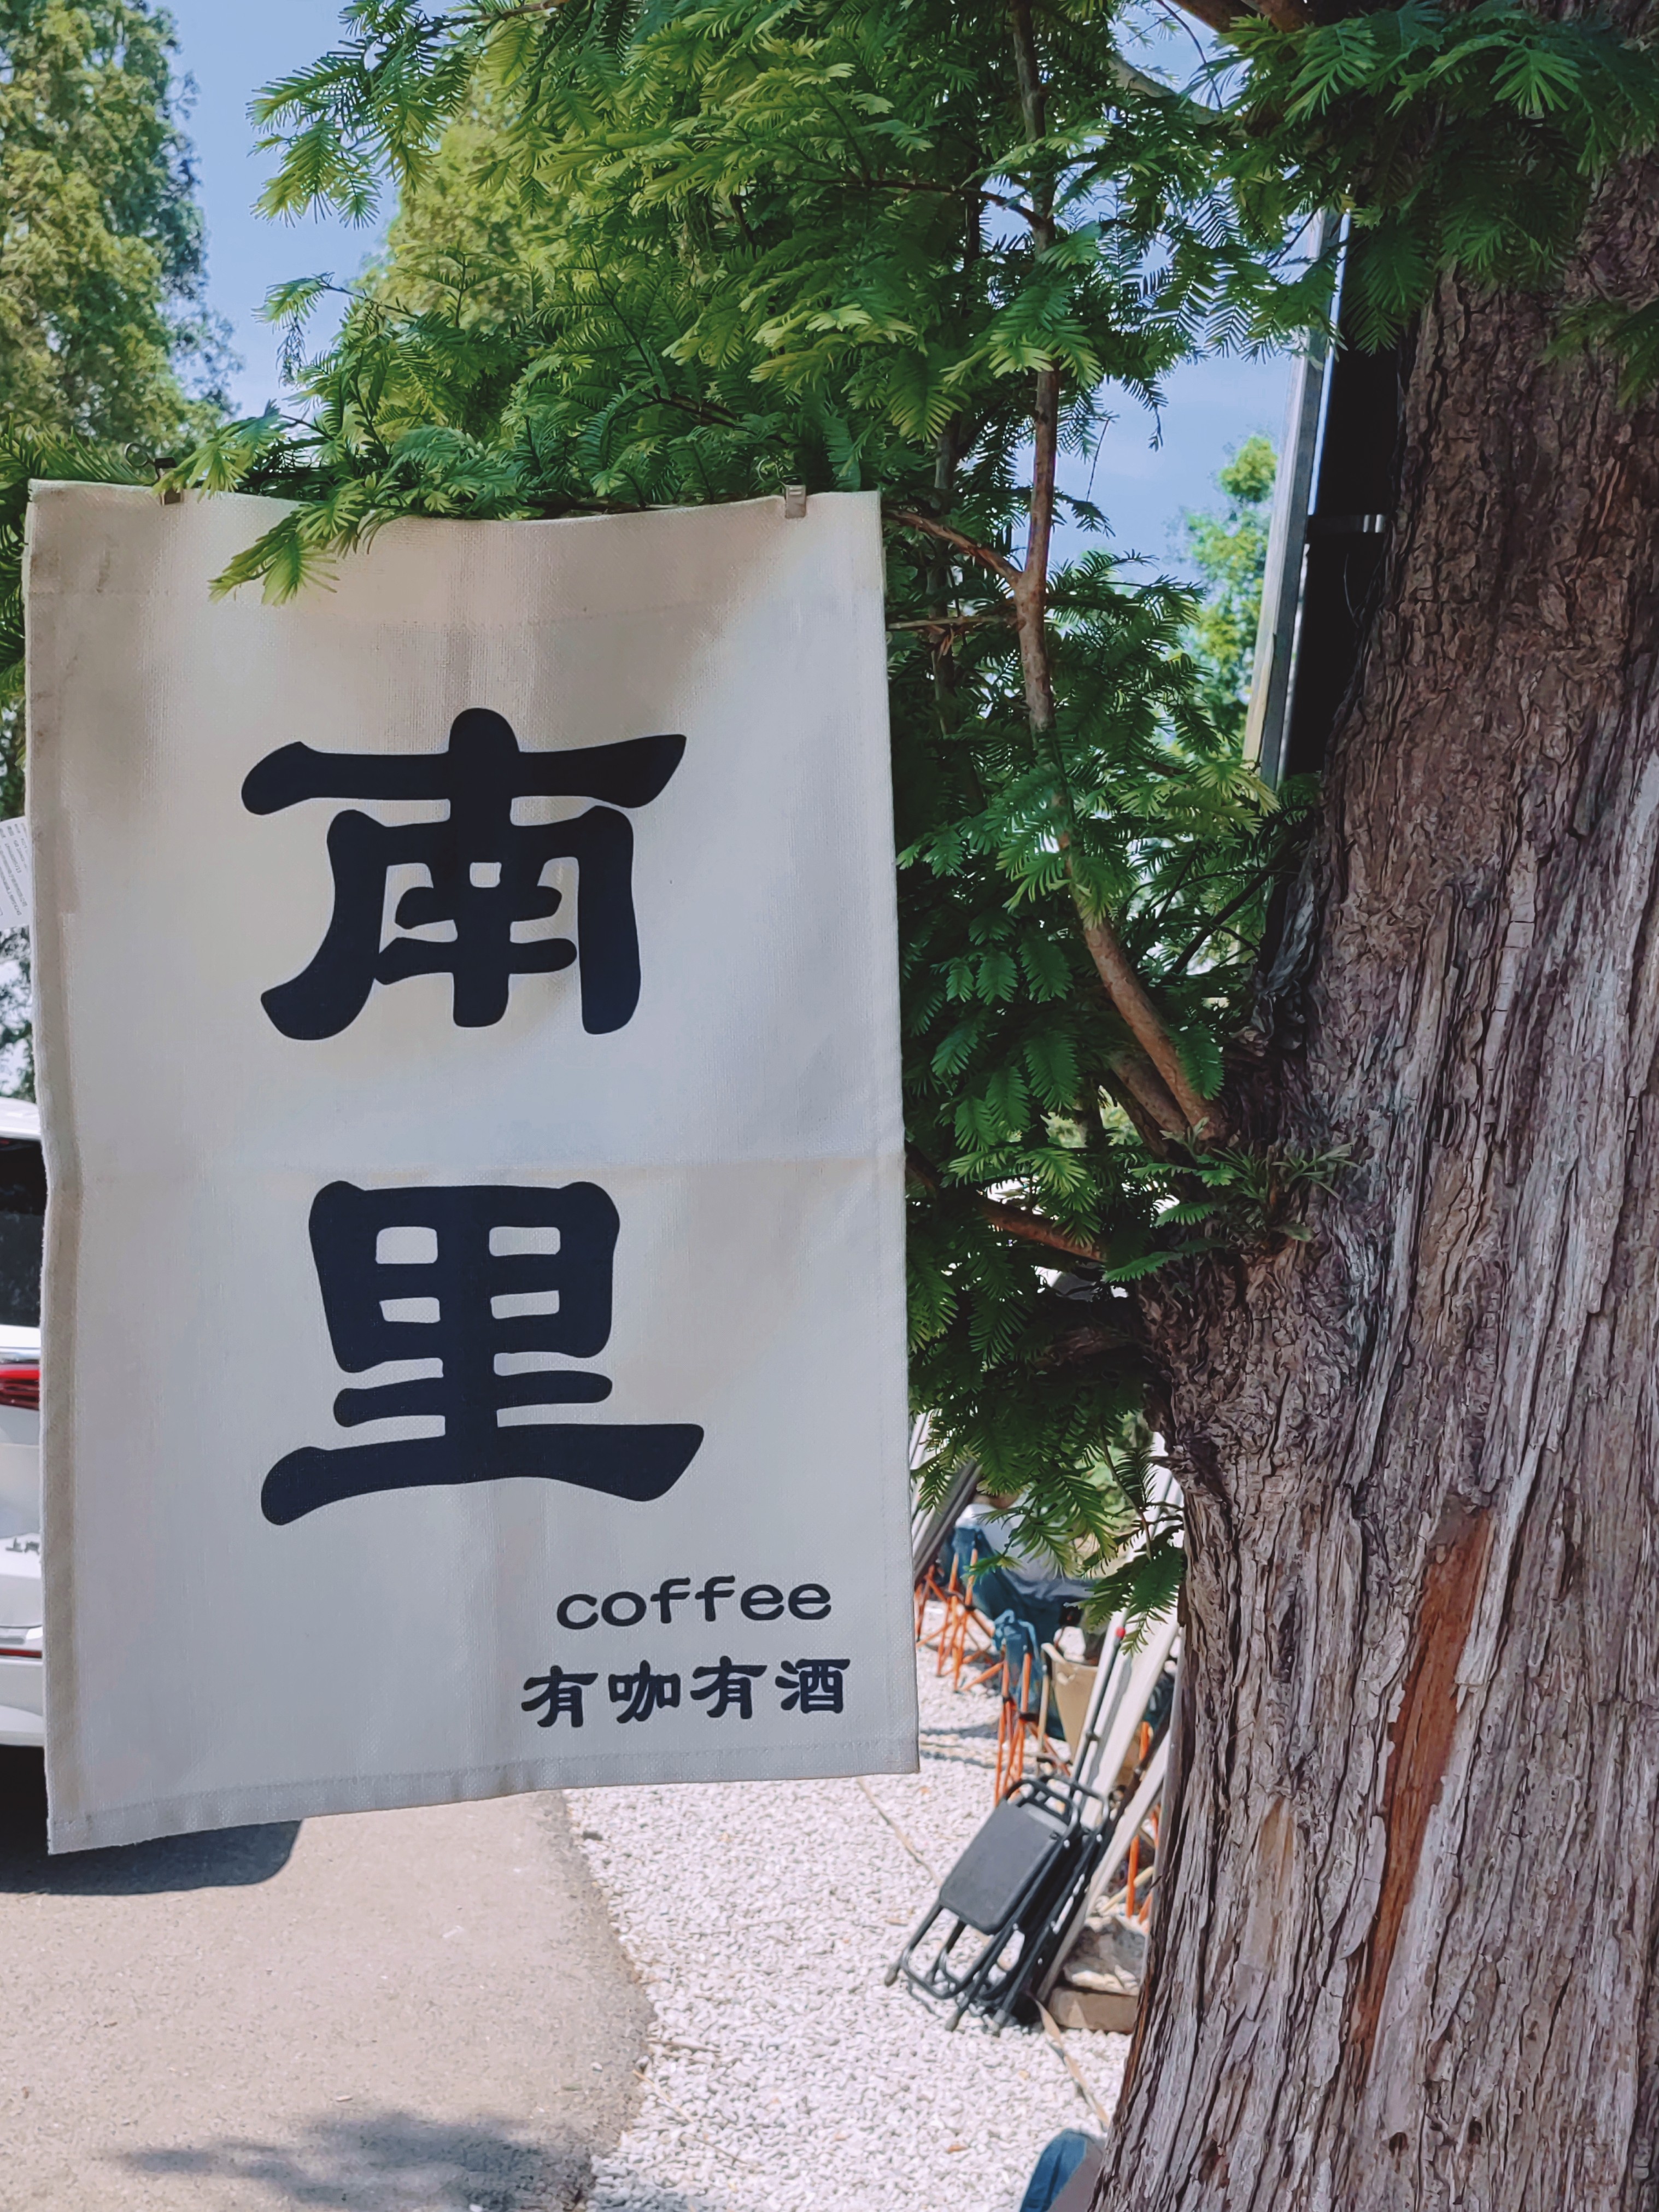 南
里
coffee
有咖有酒